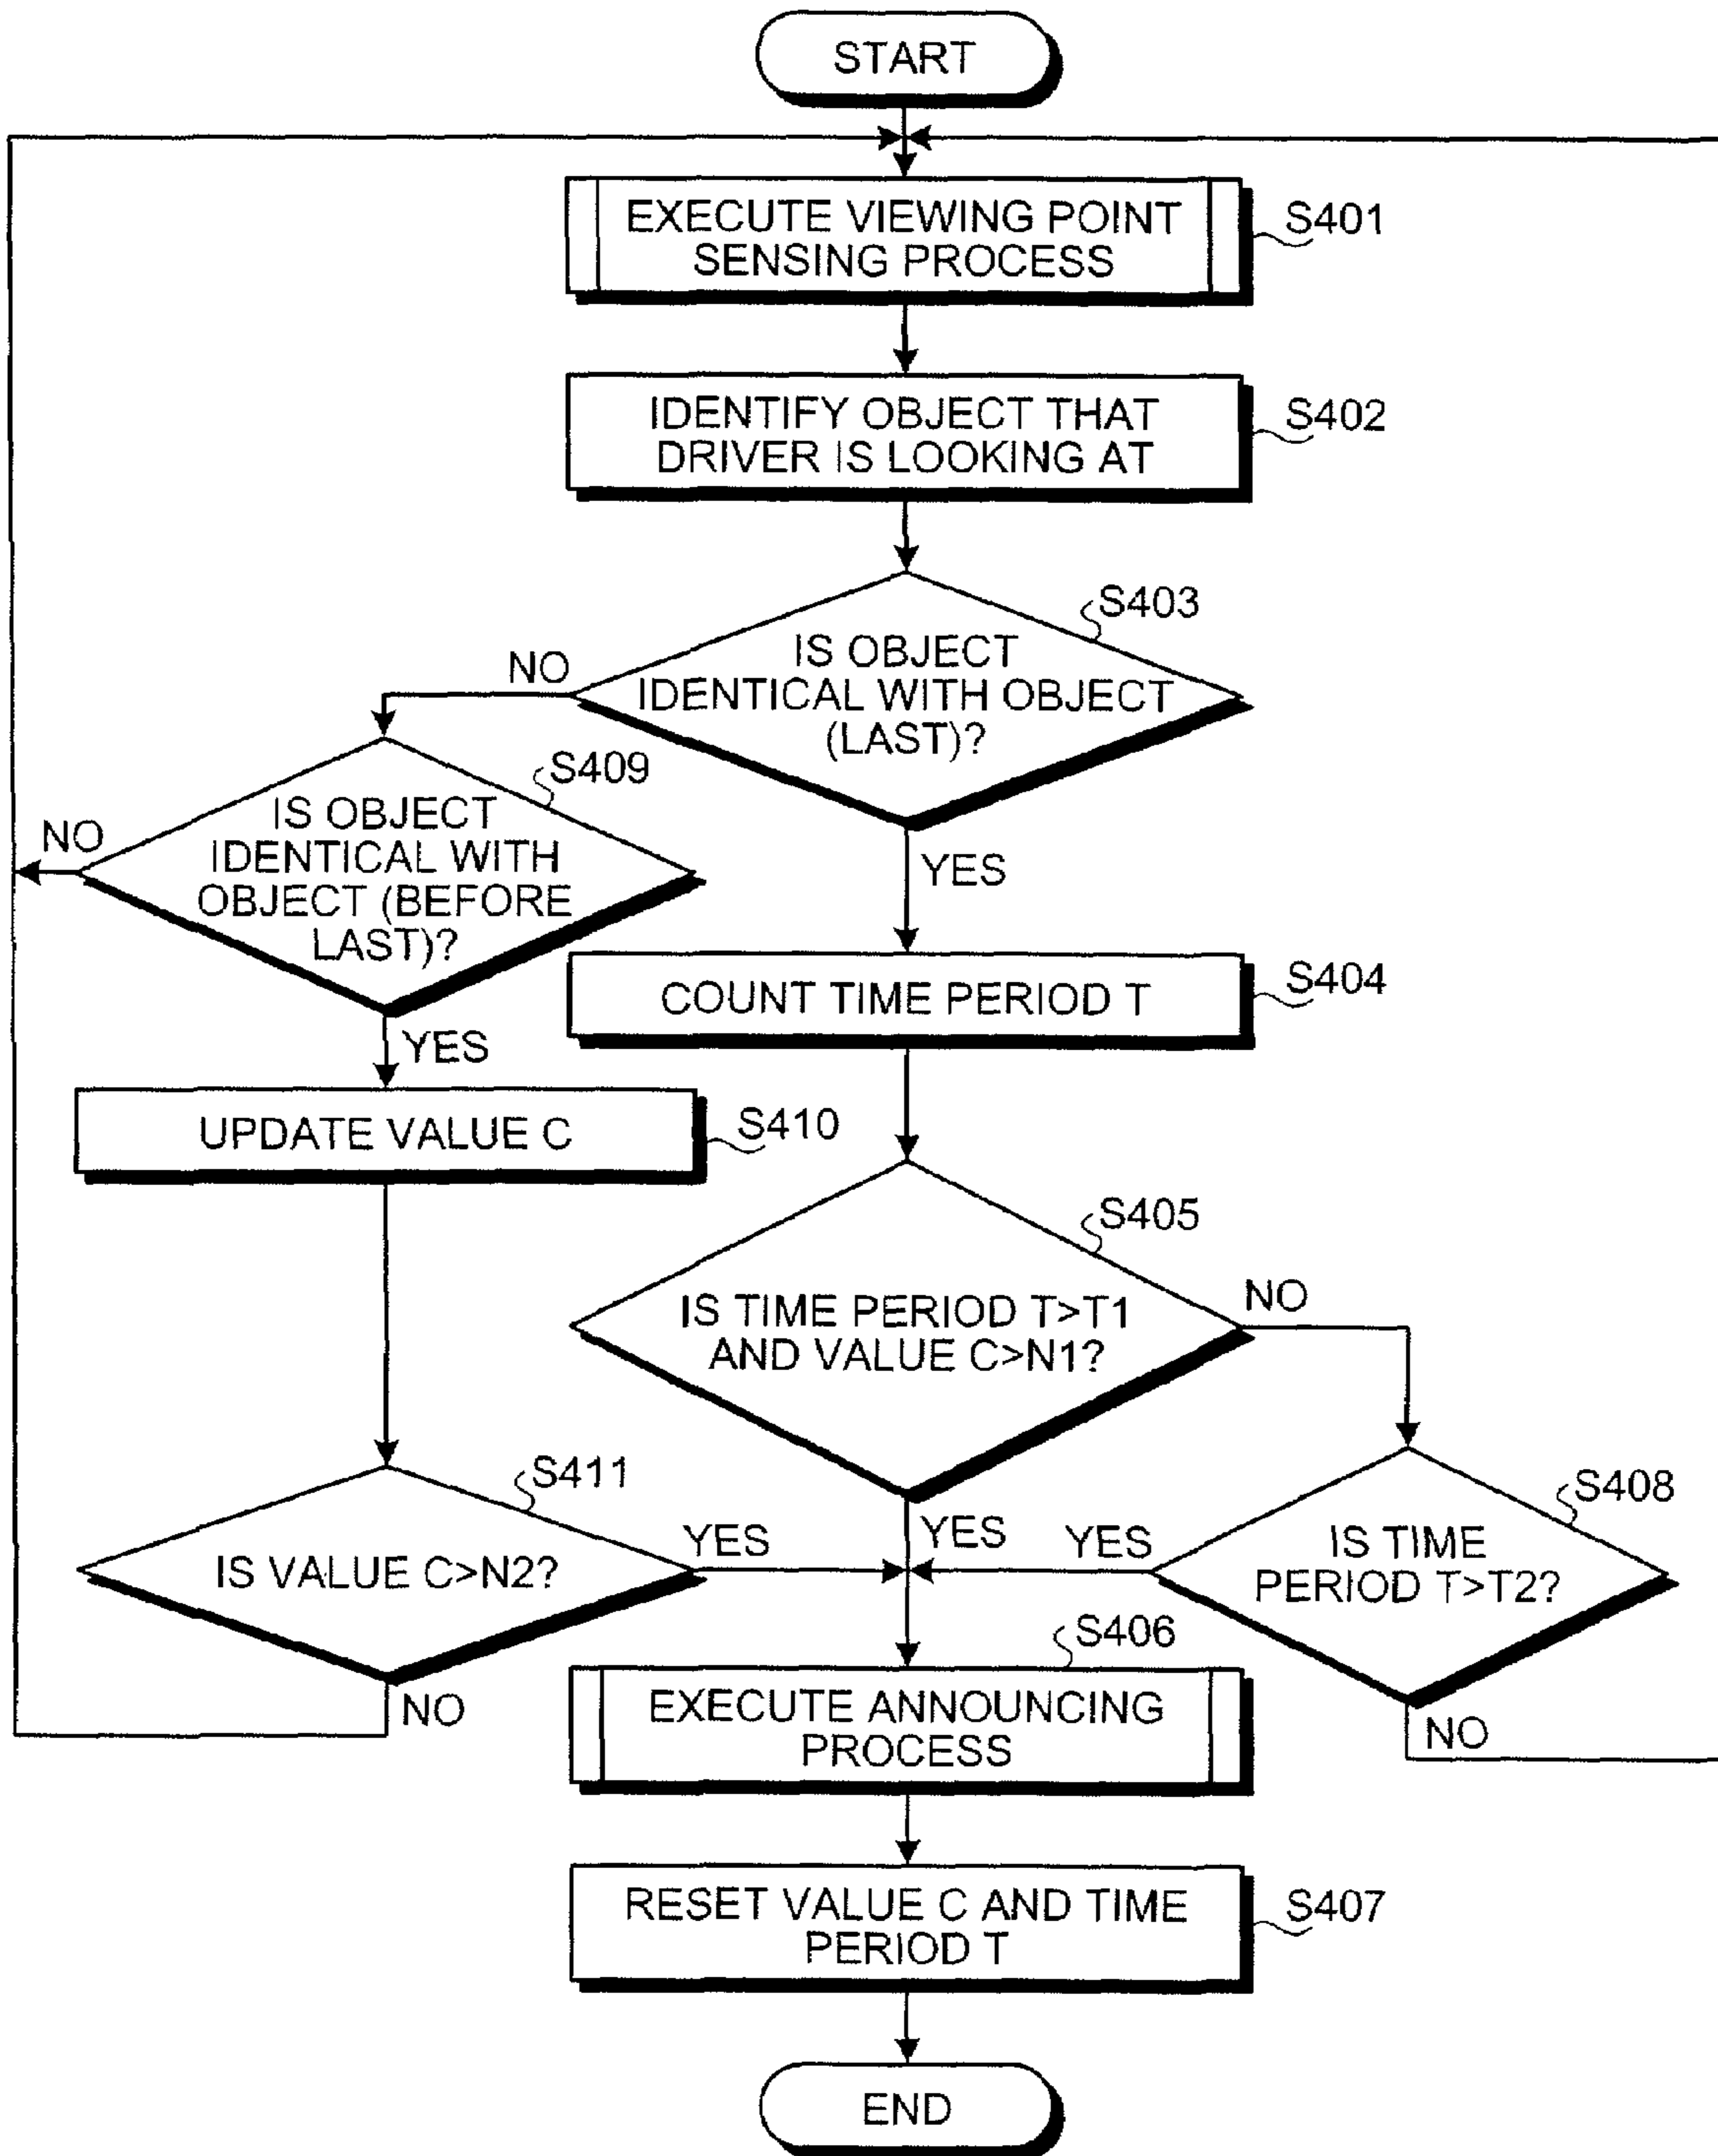 START
EXECUTE VIEWING POINT
SENSING PROCESS
S401
IDENTIFY OBJECT THAT
DRIVER IS LOOKING AT
S402
S403
IS OBJECT
IDENTICAL WITH OBJECT
(LAST)?
NO
YES
S409
IS OBJECT
IDENTICAL WITH
OBJECT (BEFORE
LAST)?
NO
YES
COUNT TIME PERIOD T
S404
UPDATE VALUE C
S410
S405
IS TIME PERIOD T>T1
AND VALUE C>N1?
NO
YES
S411
IS VALUE C>N2?
YES
NO
S408
IS TIME
PERIOD T>T2?
YES
NO
S406
EXECUTE ANNOUNCING
PROCESS
RESET VALUE C AND TIME
PERIOD T
S407
END